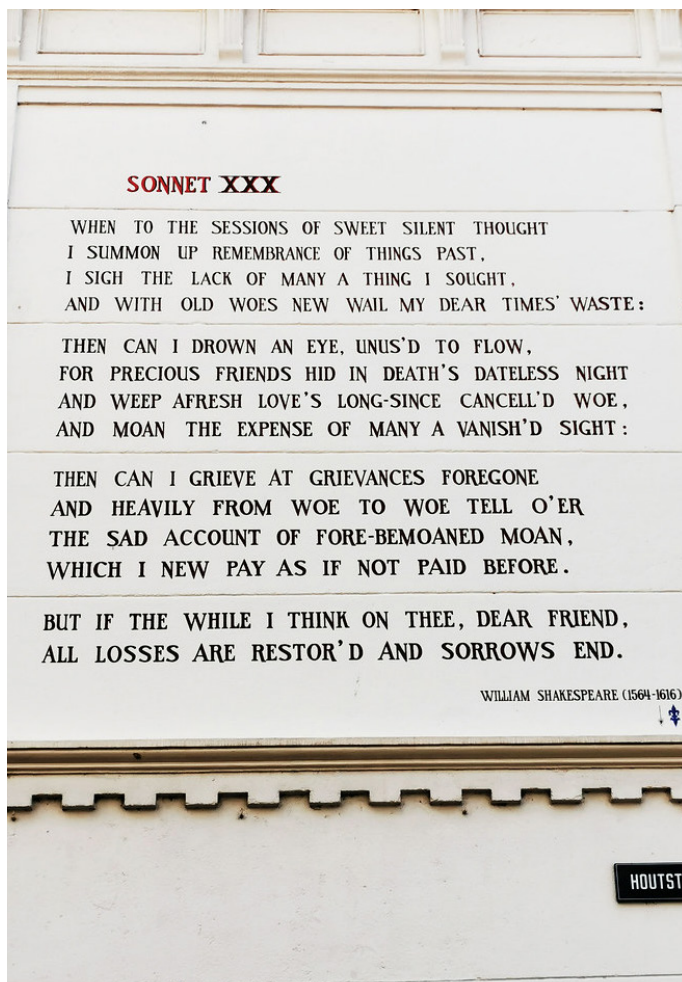 SONNET XXX
WHEN TO THE SESSIONS OF SWEET SILENT THOUGHT
I SUMMON UP REMEMBRANCE OF THINGS PAST,
I SIGH THE LACK OF MANY A THING I SOUGHT,
AND WITH OLD WOES NEW WAIL MY DEAR TIMES' WASTE:
THEN CAN I DROWN AN EYE, UNUS'D TO FLOW,
FOR PRECIOUS FRIENDS HID IN DEATH'S DATELESS NIGHT
AND WEEP AFRESH LOVE'S LONG-SINCE CANCELL'D WOE,
AND MOAN THE EXPENSE OF MANY A VANISH'D SIGHT:
THEN CAN I GRIEVE AT GRIEVANCES FOREGONE
AND HEAVILY FROM WOE TO WOE TELL O'ER
THE SAD ACCOUNT OF FORE-BEMOANED MOAN,
WHICH I NEW PAY AS IF NOT PAID BEFORE.
BUT IF THE WHILE I THINK ON THEE, DEAR FRIEND,
ALL LOSSES ARE RESTOR'D AND SORROWS END.
WILLIAM SHAKESPEARE (1564-1616)
HOUTST